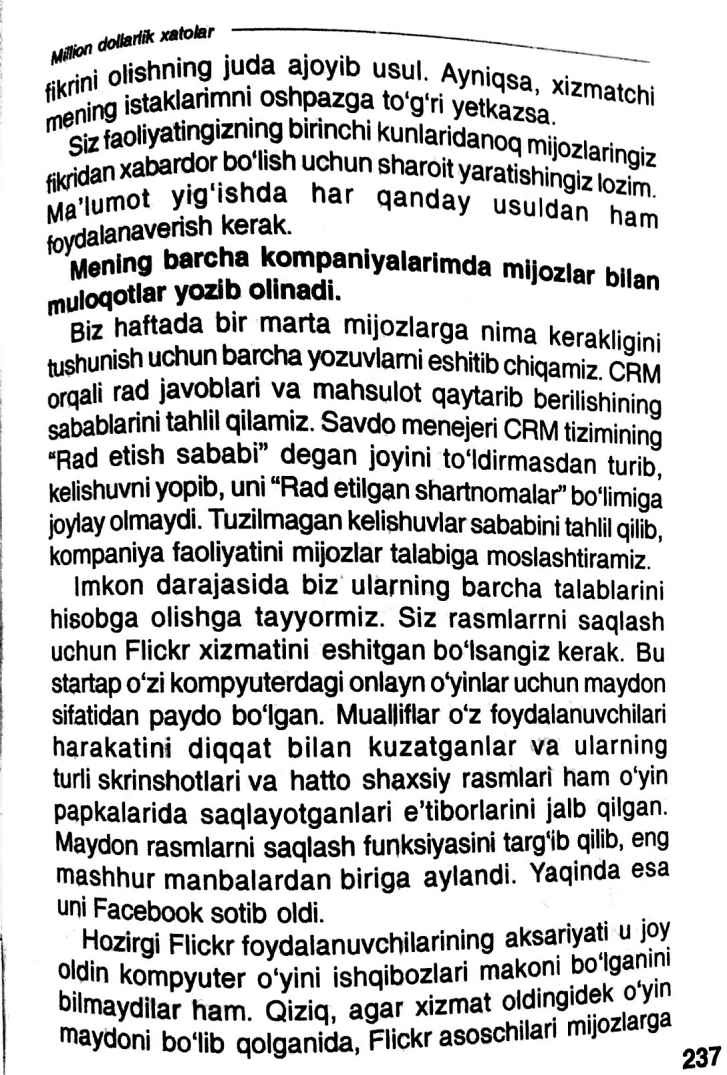 Million dollarlik xatolar
fikrini olishning juda ajoyib usul. Ayniqsa, xizmatchi
mening istaklarimni oshpazga to‘g‘ri yetkazsa.
Siz faoliyatingizning birinchi kunlaridanoq mijozlaringiz
fikridan xabardor bo‘lish uchun sharoit yaratishingiz lozim.
Ma’lumot yig‘ishda har qanday usuldan ham
foydalanaverish kerak.
Mening barcha kompaniyalarimda mijozlar bilan
muloqotlar yozib olinadi.
Biz haftada bir marta mijozlarga nima kerakligini
tushunish uchun barcha yozuvlarni eshitib chiqamiz. CRM
orqali rad javoblari va mahsulot qaytarib berilishining
sabablarini tahlil qilamiz. Savdo menejeri CRM tizimining
“Rad etish sababi” degan joyini to‘ldirmasdan turib,
kelishuvni yopib, uni “Rad etilgan shartnomalar” bo‘limiga
joylay olmaydi. Tuzilmagan kelishuvlar sababini tahlil qilib,
kompaniya faoliyatini mijozlar talabiga moslashtiramiz.
Imkon darajasida biz ularning barcha talablarini
hisobga olishga tayyormiz. Siz rasmlarrni saqlash
uchun Flickr xizmatini eshitgan bo‘lsangiz kerak. Bu
startap o‘zi kompyuterdagi onlayn o‘yinlar uchun maydon
sifatidan paydo bo‘lgan. Mualliflar o‘z foydalanuvchilari
harakatini diqqat bilan kuzatganlar va ularning
turli skrinshotlari va hatto shaxsiy rasmlari ham o‘yin
papkalarida saqlayotganlari e’tiborlarini jalb qilgan.
Maydon rasmlarni saqlash funksiyasini targ‘ib qilib, eng
mashhur manbalardan biriga aylandi. Yaqinda esa
uni Facebook sotib oldi.
Hozirgi Flickr foydalanuvchilarining aksariyati u joy
oldin kompyuter o‘yini ishqibozlari makoni bo‘lganini
bilmaydilar ham. Qiziq, agar xizmat oldingidek o‘yin
maydoni bo‘lib qolganida, Flickr asoschilari mijozlarga
237